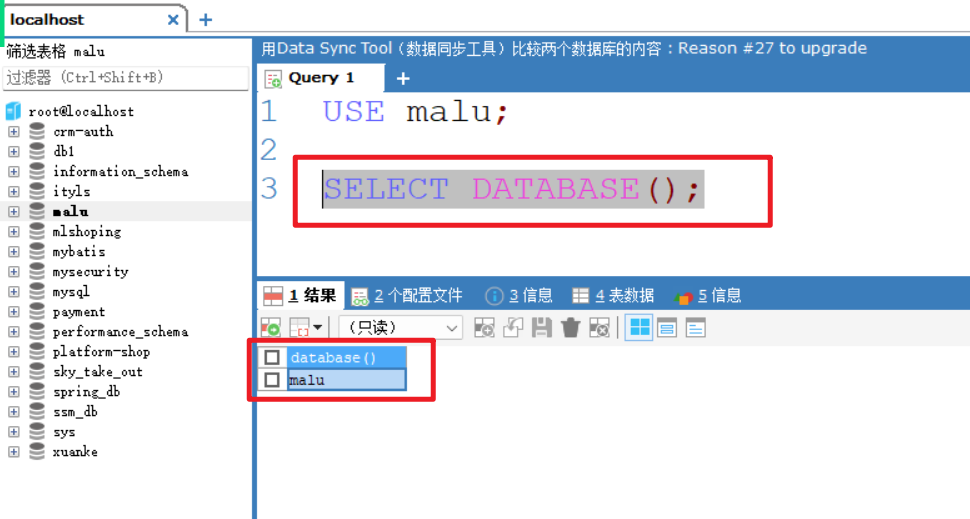 localhost × +
筛选表格 malu
过滤器 (Ctrl+Shift+B)
root@localhost
crm-auth
db1
information_schema
ityls
malu
mlshoping
mybatis
mysecurity
mysql
payment
performance_schema
platform-shop
sky_take_out
spring_db
ssm_db
sys
xuanke
用Data Sync Tool（数据同步工具）比较两个数据库的内容：Reason #27 to upgrade
Query 1 +
1 USE malu;
2
3 SELECT DATABASE();
1 结果 2 个配置文件 3 信息 4 表数据 5 信息
（只读）
database()
malu